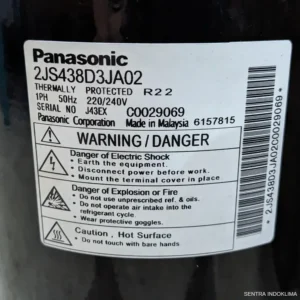 Panasonic
2JS438D3JA02
THERMALLY PROTECTED R22
1PH 50Hz 220/240V
SERIAL NO J43EX C0029069
Panasonic Corporation Made in Malaysia 6157815
WARNING / DANGER
Danger of Electric Shock
• Earth the equipment.
• Disconnect power before work.
• Mount the terminal cover in place
Danger of Explosion or Fire
• Do not use unprescribed ref. & oils.
• Do not operate air intake into the
refrigerant cycle.
• Wear protective goggles.
Caution , Hot Surface
• Do not touch with bare hands
*2JS438D3JA02C0029069*
SENTRA INDOKLIMA